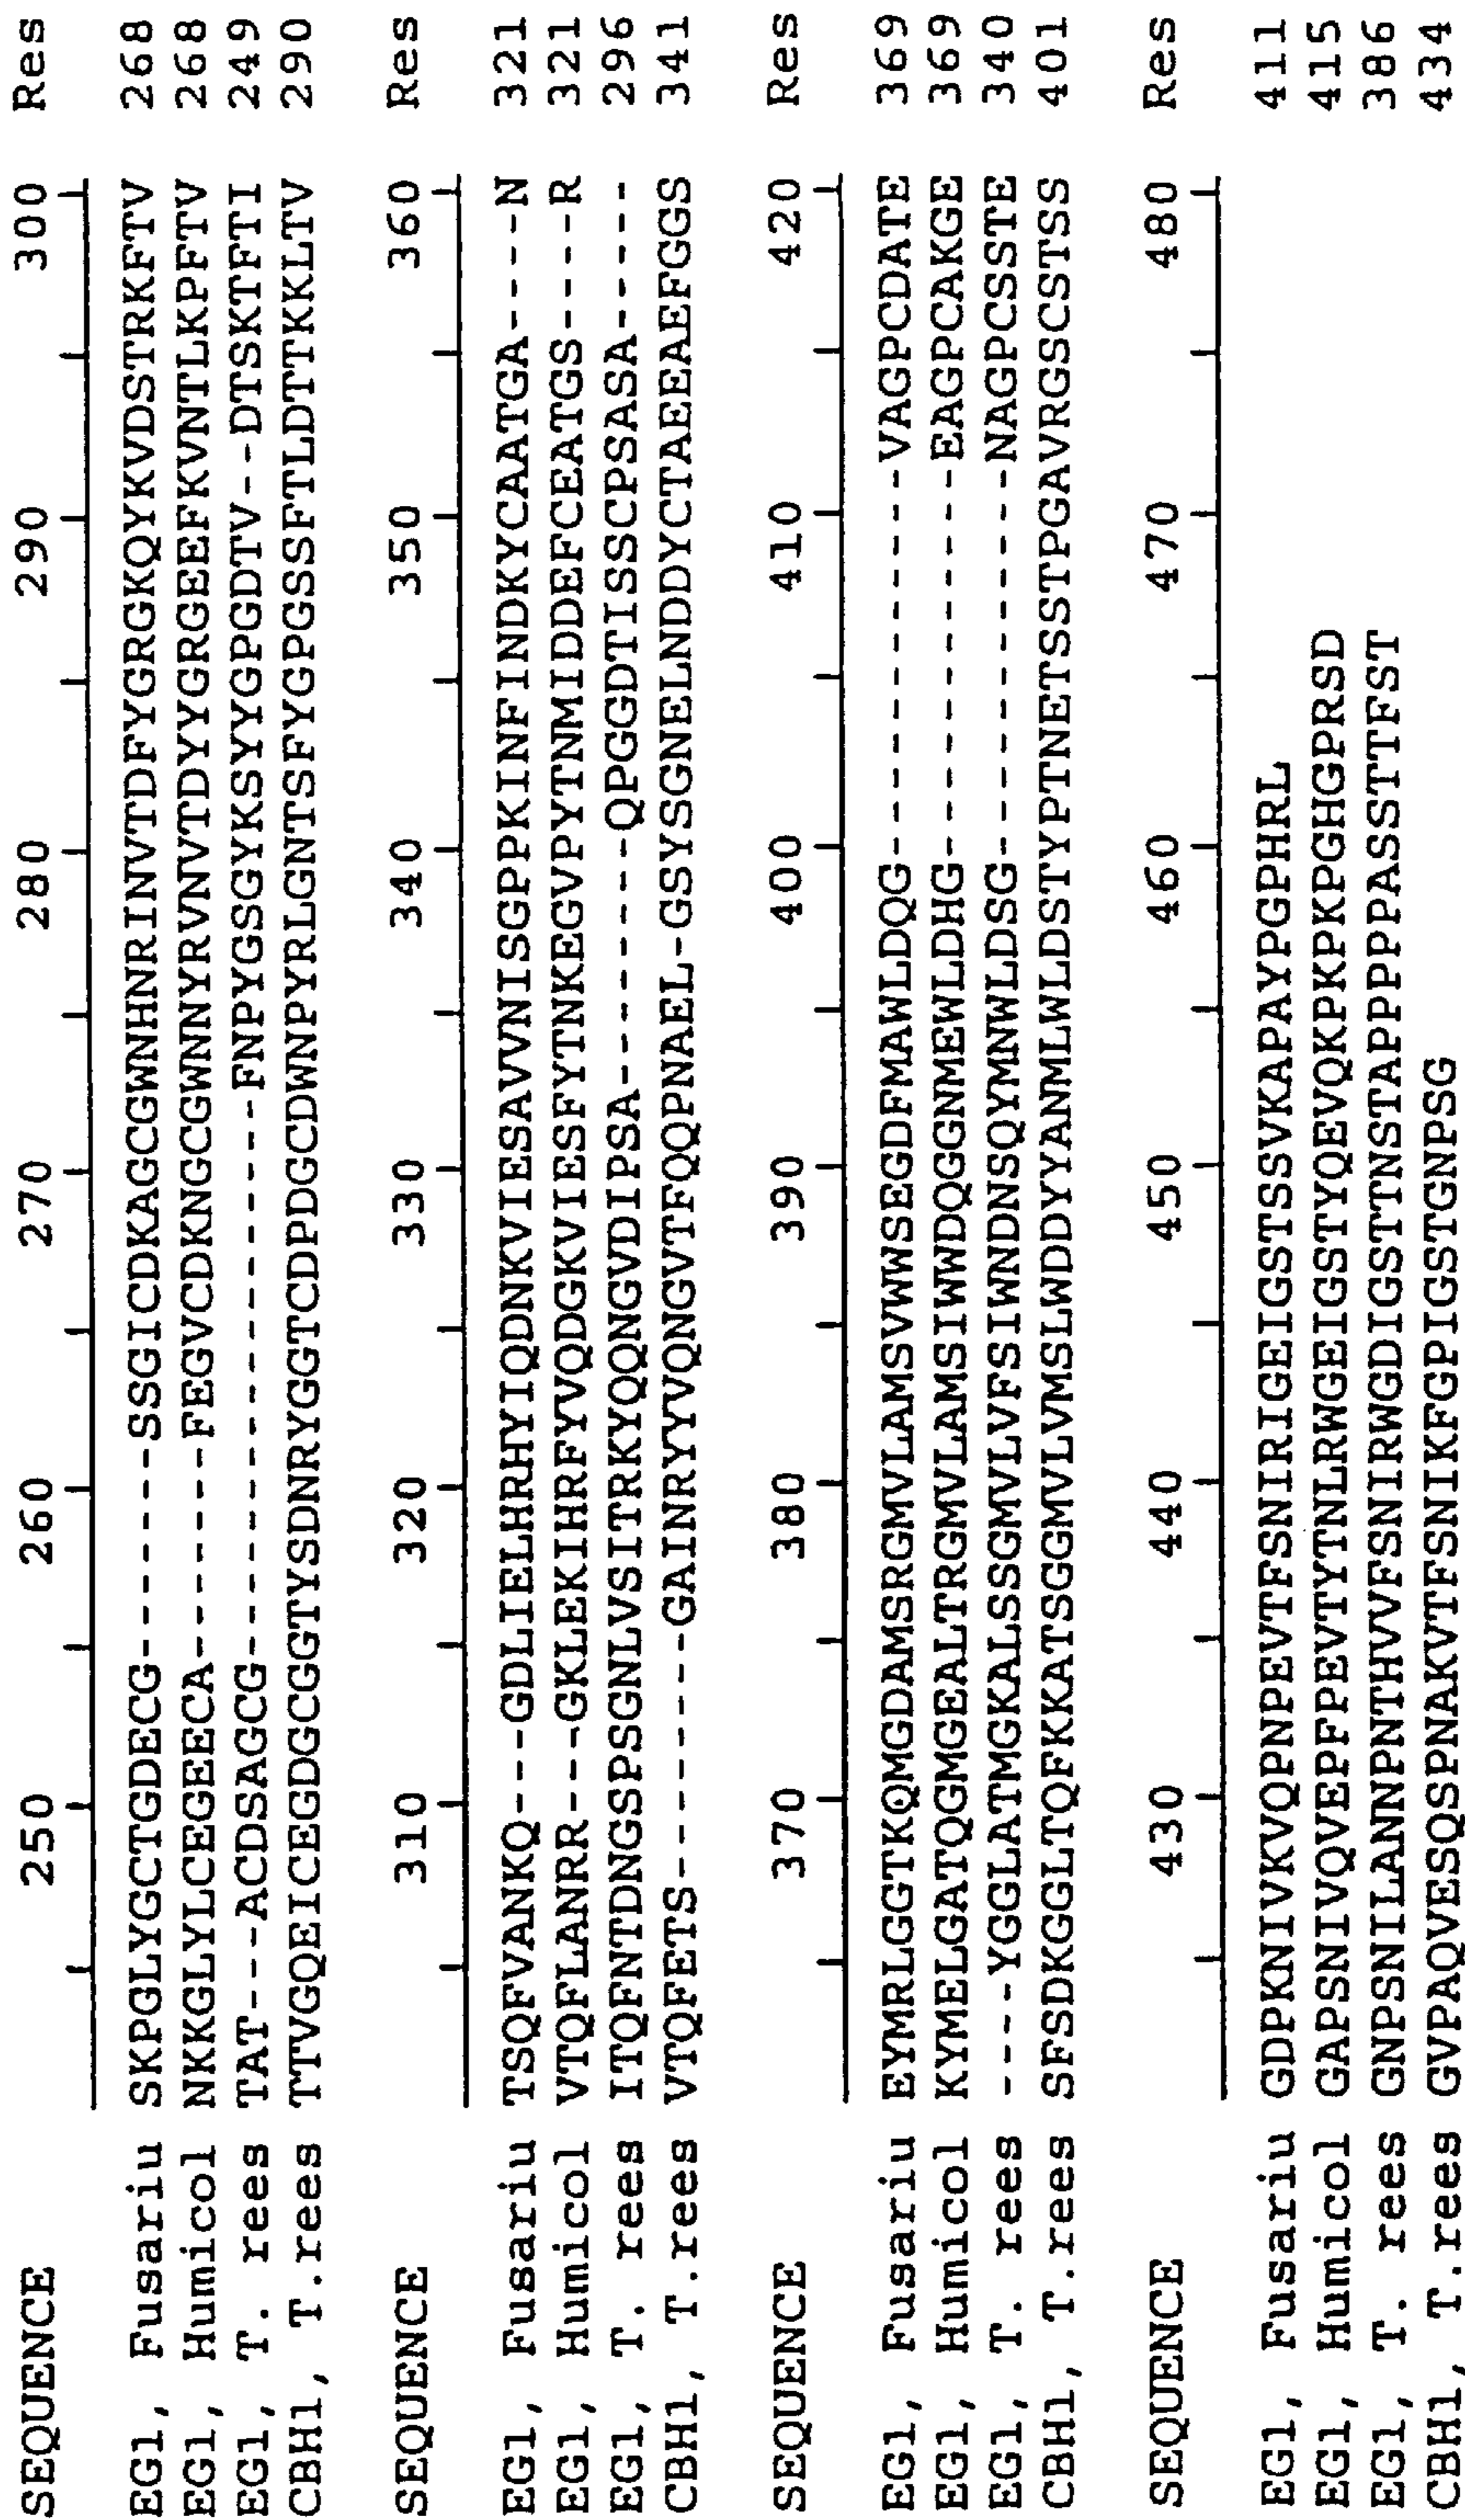 SEQUENCE 250 260 270 280 290 300 Res
EG1, Fusariu SKPGLYGCTGDECG-------SSGICDKAGCGWNHNRINVTDFYGRGKQYKVDSTRKFTV 268
EG1, Humicol NKKGLYLCEGEECA-------FEGVCDKNGCGWNNYRVNVTDYYGRGEEFKVNTLKPFTV 268
EG1, T. rees TAT--ACDSAGCG------------------FNPYGSGYKSYYGPGDTV--DTSKTFTI 249
CBH1, T.rees TTVGQEICEGDGCGGTYSDNRYGGTCDPDGCDWNPYRLGNTSFYGPGSSFTLDTTKKLTV 290
SEQUENCE 310 320 330 340 350 360 Res
EG1, Fusariu TSQFVANKQ---GDLIELHRHYIQDNKVIESAVVNISGPPKINFINDKYCAATGA----N 321
EG1, Humicol VTQFLANRR---GKLEKIHRFYVQDGKVIESFYTNKEGVPYTNMIDDEFCEATGS----R 321
EG1, T. rees ITQFNTDNGSPSGNLVSITRKYQQNGVDIPSA--------QPGGDTISSCPSASA----- 296
CBH1, T.rees VTQFETS--------GAINRYYVQNGVTFQQPNAEL-GSYSGNELNDDYCTAEEAEFGGS 341
SEQUENCE 370 380 390 400 410 420 Res
EG1, Fusariu EYMRLGGTKQMGDAMSRGMVLAMSVWWSEGDFMAWLDQG------------VAGPCDATE 369
EG1, Humicol KYMELGATQGMGEALTRGMVLAMSIWWDQGGNMEWLDHG------------EAGPCAKGE 369
EG1, T. rees ----YGGLATMGKALSSGMVLVFSIWNDNSQYMNWLDSG------------NAGPCSSTE 340
CBH1, T.rees SFSDKGGLTQFKKATSGGMVLVMSLWDDYYANMLWLDSTYPTNETSSTPGAVRGSCSTSS 401
SEQUENCE 430 440 450 460 470 480 Res
EG1, Fusariu GDPKNIVKVQPNPEVTFSNIRIGEIGSTSSVKAPAYPGPHRL 411
EG1, Humicol GAPSNIVQVEPFPEVTYTNLRWGEIGSTYQEVQKPKPKPGHGPRSD 415
EG1, T. rees GNPSNILANNPNTHVVFSNIRWGDIGSTTNSTAPPPPPASSTTFST 386
CBH1, T.rees GVPAQVESQSPNAKVTFSNIKFGPIGSTGNPSG 434